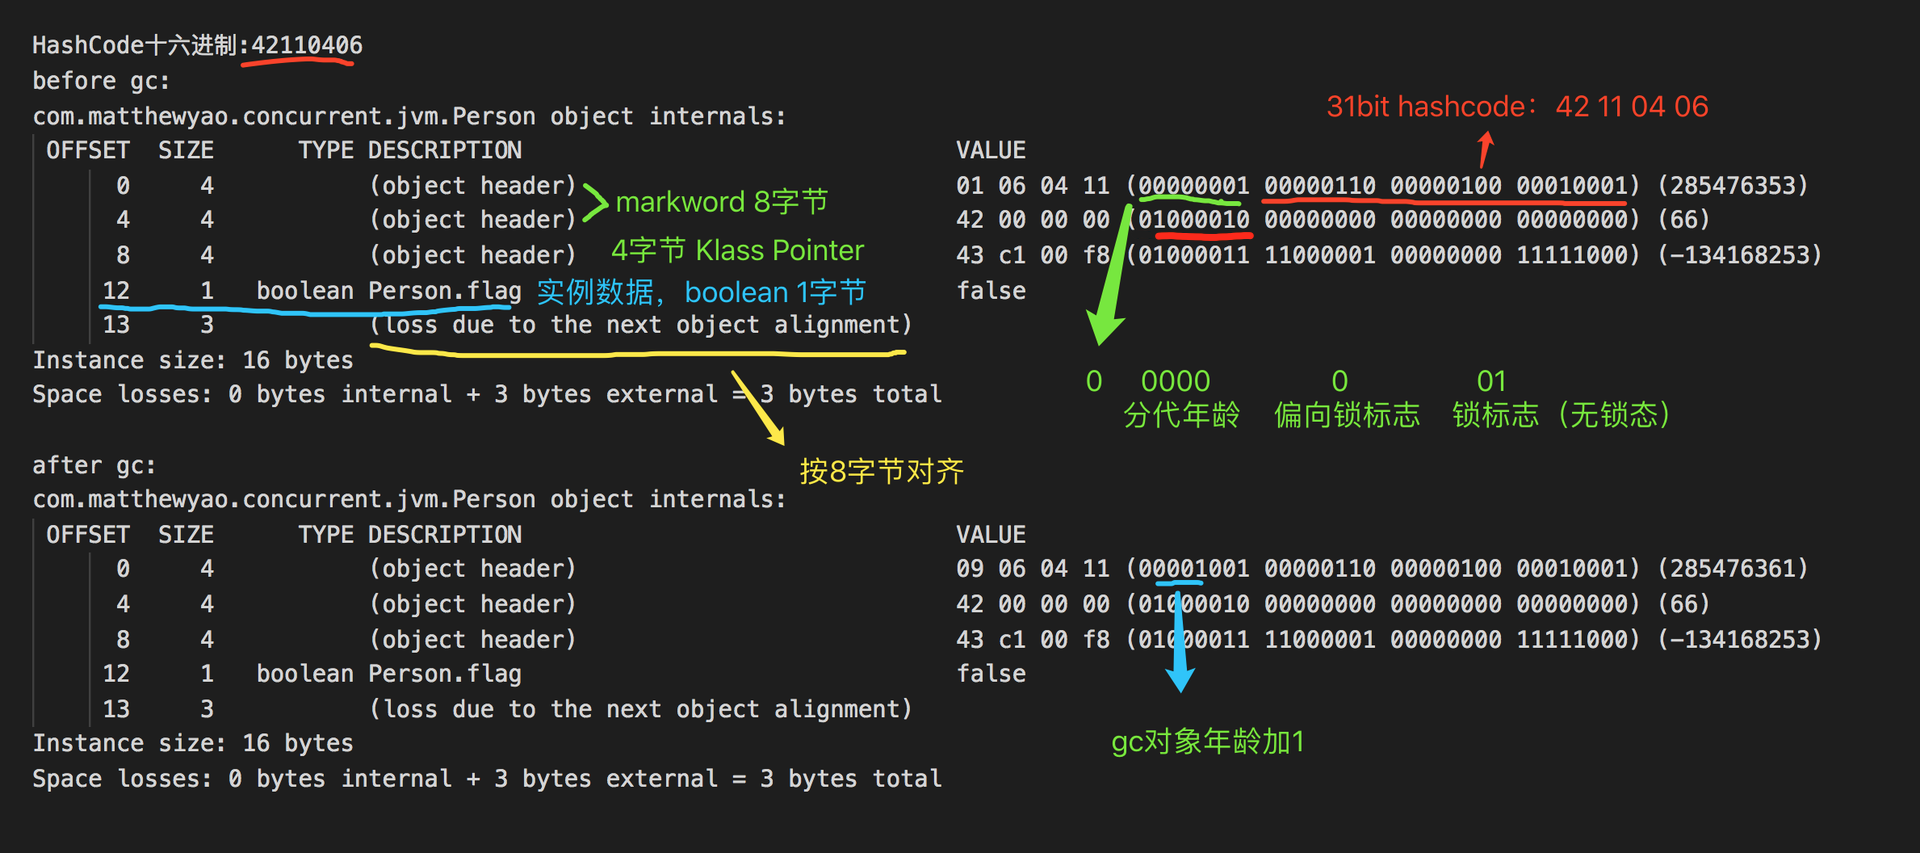 HashCode十六进制:42110406
before gc:
com.matthewyao.concurrent.jvm.Person object internals:
31bit hashcode: 42 11 04 06
OFFSET SIZE TYPE DESCRIPTION VALUE
0 4 (object header) 01 06 04 11 (00000001 00000110 00000100 00010001) (285476353)
markword 8字节
4 4 (object header) 42 00 00 00 (01000010 00000000 00000000 00000000) (66)
8 4 (object header) 4字节 Klass Pointer 43 c1 00 f8 (01000011 11000001 00000000 11111000) (-134168253)
12 1 boolean Person.flag 实例数据，boolean 1字节 false
13 3 (loss due to the next object alignment)
Instance size: 16 bytes
Space losses: 0 bytes internal + 3 bytes external = 3 bytes total
0 0000 0 01
分代年龄 偏向锁标志 锁标志（无锁态）
按8字节对齐
after gc:
com.matthewyao.concurrent.jvm.Person object internals:
OFFSET SIZE TYPE DESCRIPTION VALUE
0 4 (object header) 09 06 04 11 (00001001 00000110 00000100 00010001) (285476361)
4 4 (object header) 42 00 00 00 (01000010 00000000 00000000 00000000) (66)
8 4 (object header) 43 c1 00 f8 (01000011 11000001 00000000 11111000) (-134168253)
12 1 boolean Person.flag false
13 3 (loss due to the next object alignment)
gc对象年龄加1
Instance size: 16 bytes
Space losses: 0 bytes internal + 3 bytes external = 3 bytes total